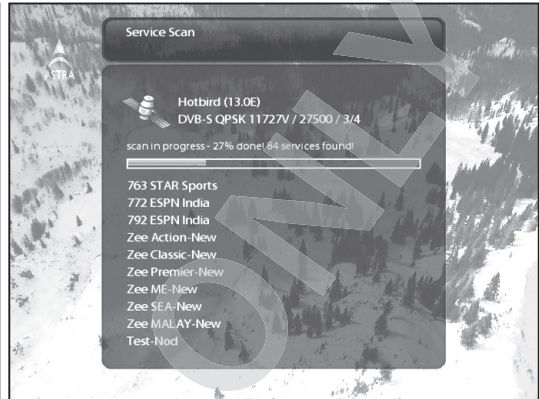 Service Scan
ASTRA
Hotbird (13.0E)
DVB-S QPSK 11727V / 27500 / 3/4
scan in progress - 27% done! 84 services found!
763 STAR Sports
772 ESPN India
792 ESPN India
Zee Action-New
Zee Classic-New
Zee Premier-New
Zee ME-New
Zee SEA-New
Zee MALAY-New
Test-Nod
ONLY